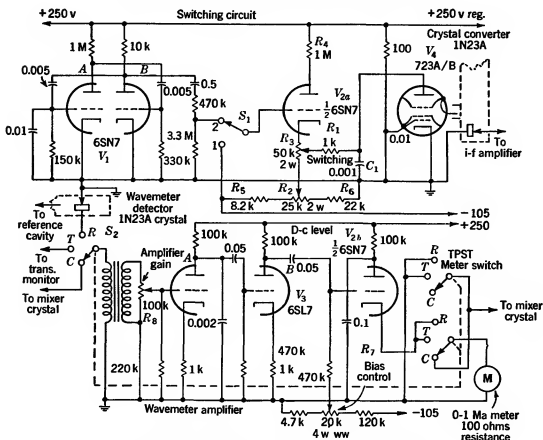 Switching circuit
+250 v
+250 v reg.
Crystal converter
1N23A
1 M
10 k
R4
1 M
100
V4
723A/B
0.005
A
B
0.005
0.5
470 k
2
S1
V2a
½ 6SN7
R1
0.01
0.01
6SN7
V1
150 k
330 k
3.3 M
1
R3
50 k
2 w
1 k
Switching
0.001
C1
To
i-f amplifier
R5
8.2 k
R2
25 k 2 w
R6
22 k
-105
+250
Wavemeter
detector
1N23A crystal
To
reference
cavity
R
S2
T
To
trans.
monitor
C
To mixer
crystal
Amplifier
gain
100k
R8
220 k
100 k
A
0.05
0.002
1 k
100 k
D-c level
B
0.05
V3
6SL7
470 k
1 k
470 k
V2b
½ 6SN7
100 k
0.1
R7
Bias
control
TPST
Meter switch
R
T
C
R
T
C
To mixer
crystal
M
0-1 Ma meter
100 ohms
resistance
Wavemeter amplifier
4.7 k
20 k
4 w ww
120 k
-105